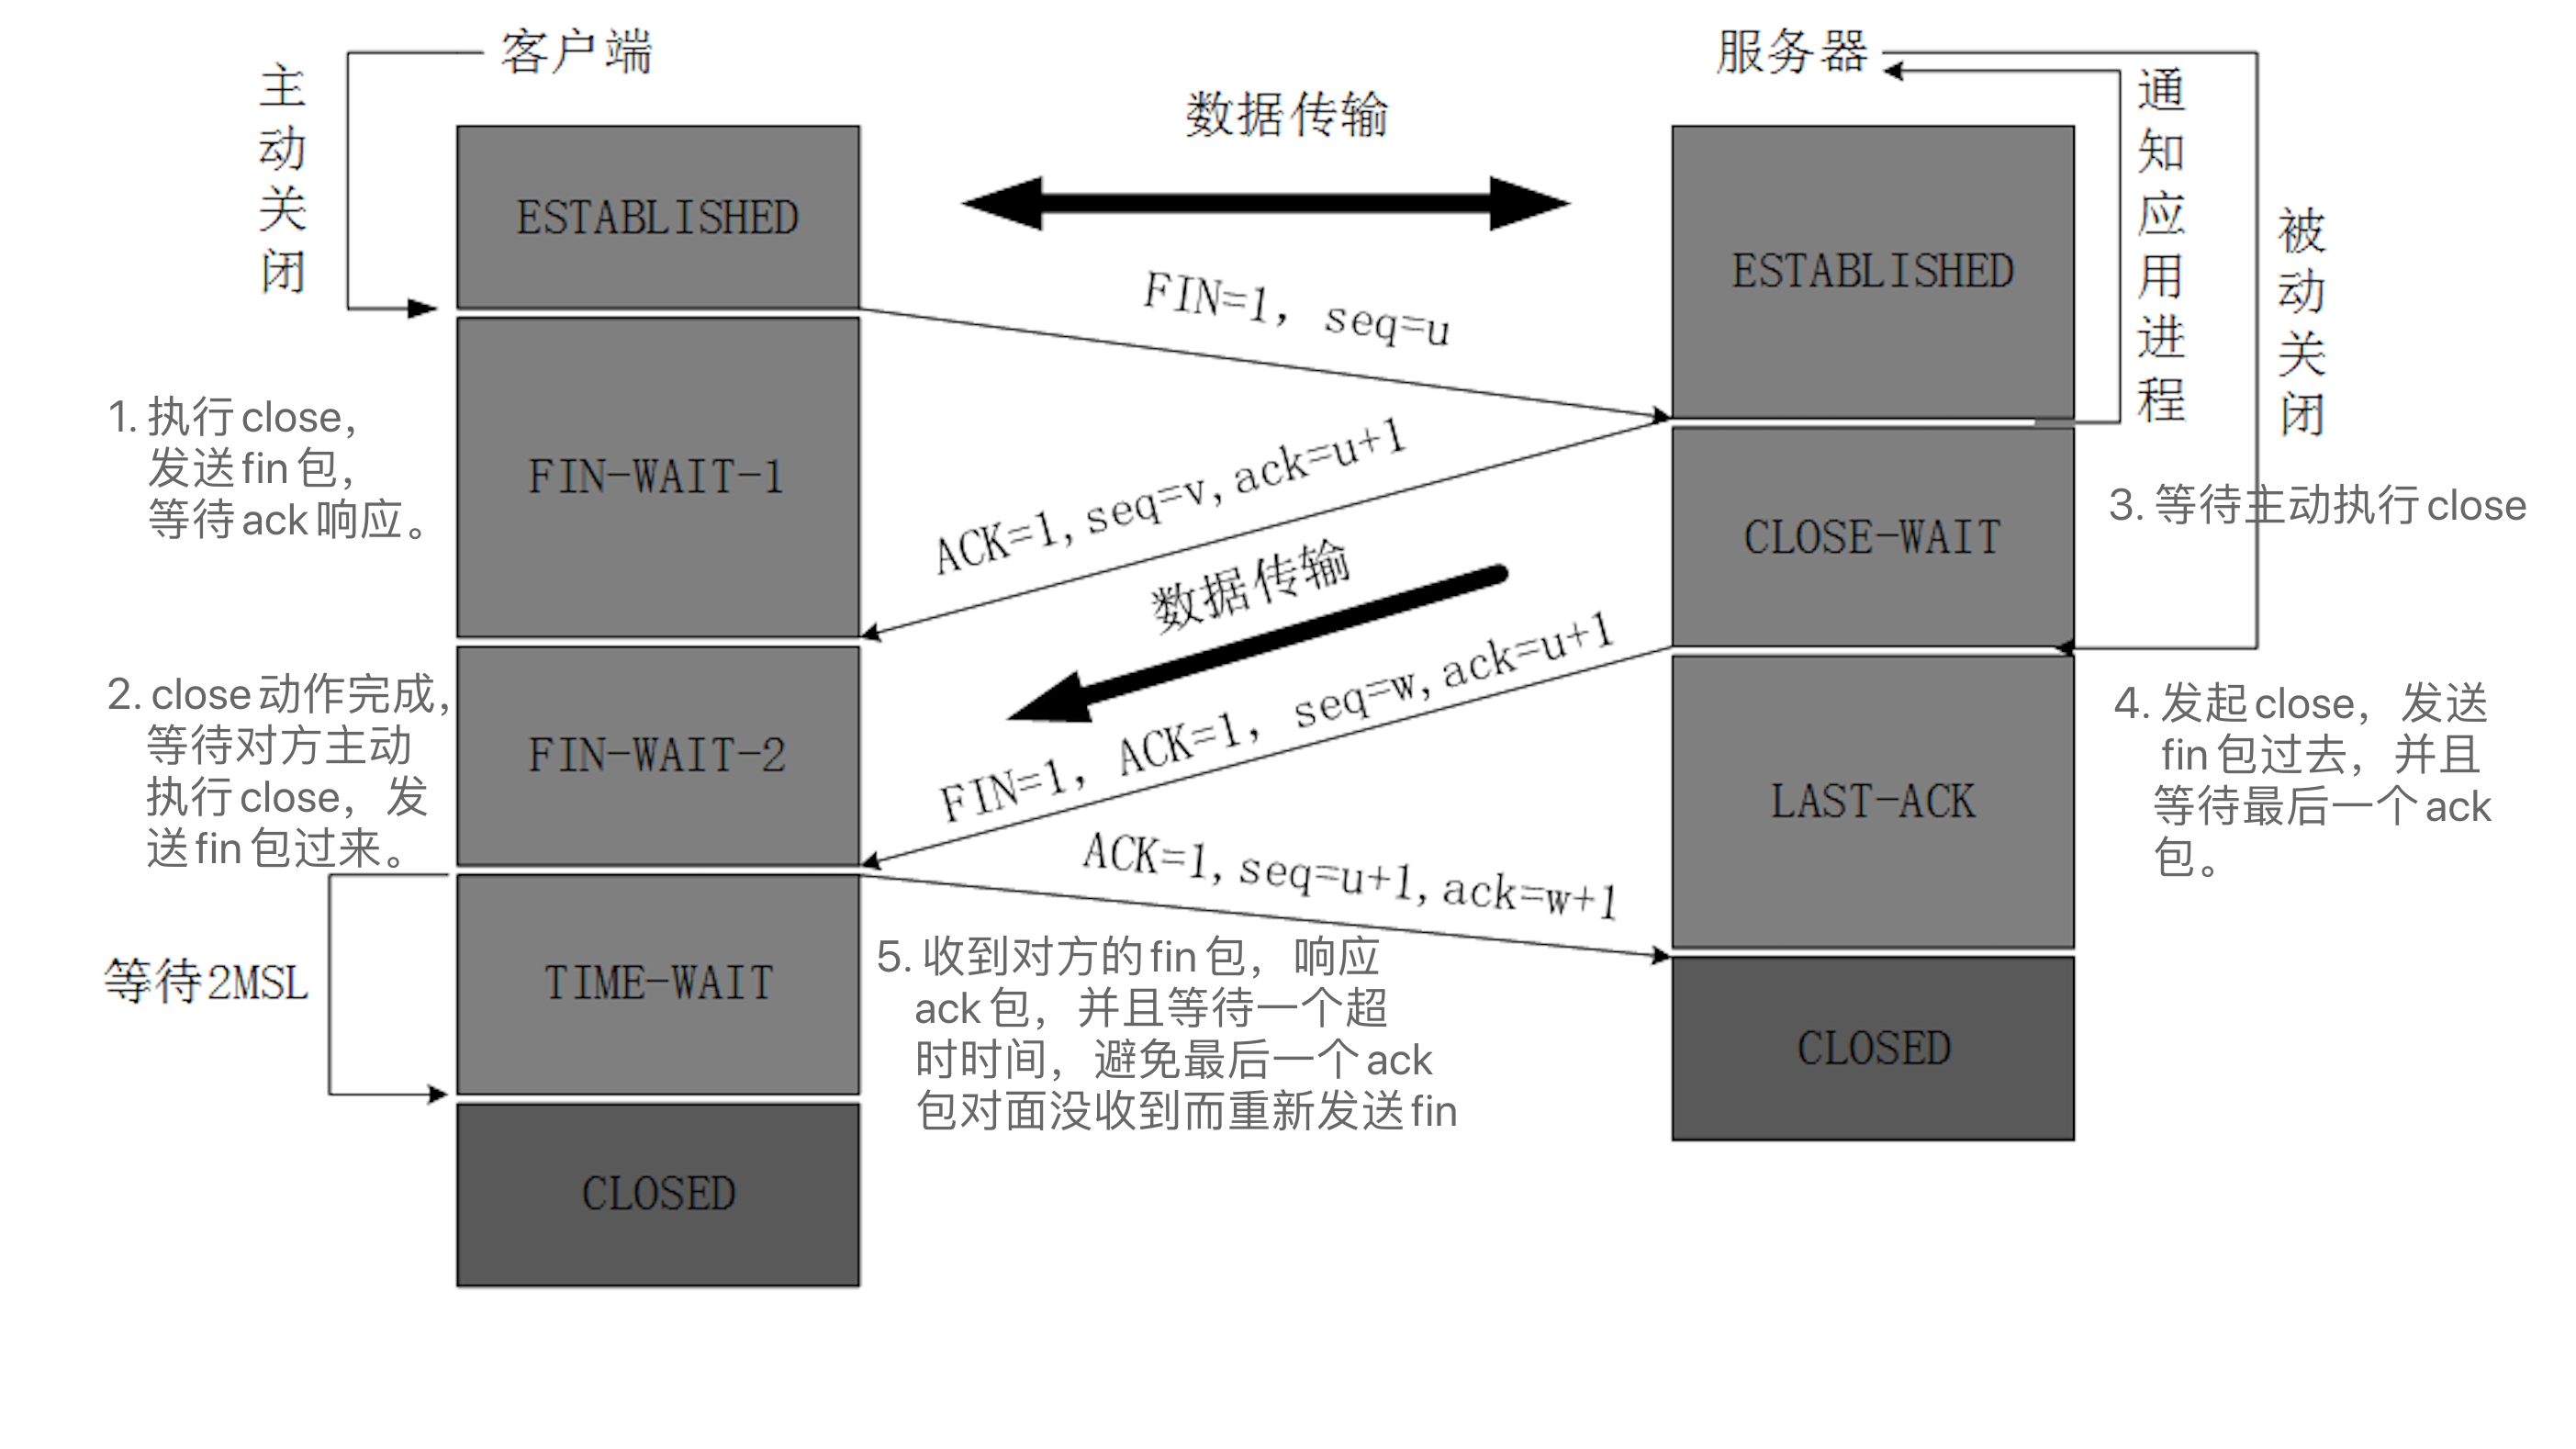 客户端
服务器
主动关闭
数据传输
通知应用进程
被动关闭
ESTABLISHED
ESTABLISHED
FIN=1, seq=u
1. 执行close，
发送fin包，
等待ack响应。
FIN-WAIT-1
ACK=1, seq=v, ack=u+1
CLOSE-WAIT
3. 等待主动执行close
数据传输
2. close动作完成，
等待对方主动
执行close，发
送fin包过来。
FIN-WAIT-2
FIN=1, ACK=1, seq=w, ack=u+1
LAST-ACK
4. 发起close，发送
fin包过去，并且
等待最后一个ack
包。
ACK=1, seq=u+1, ack=w+1
等待2MSL
TIME-WAIT
5. 收到对方的fin包，响应
ack包，并且等待一个超
时时间，避免最后一个ack
包对面没收到而重新发送fin
CLOSED
CLOSED